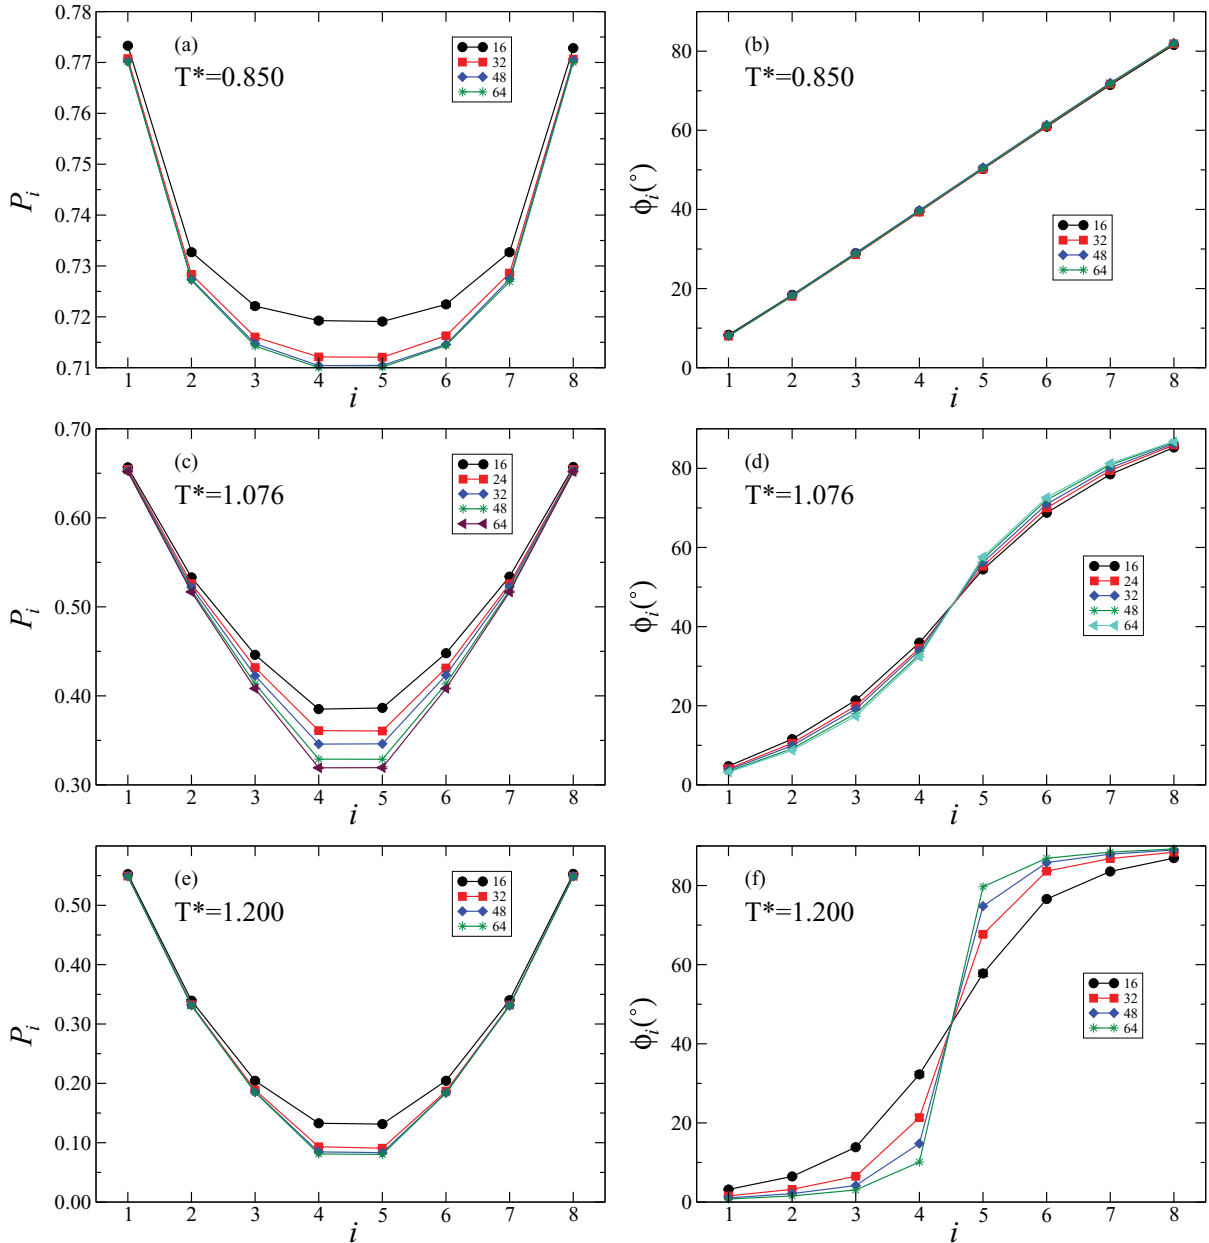 (a)
T*=0.850
16
32
48
64
P_i
0.78
0.77
0.76
0.75
0.74
0.73
0.72
0.71
1 2 3 4 5 6 7 8
i
(b)
T*=0.850
16
32
48
64
ϕ_i(°)
80
60
40
20
0
1 2 3 4 5 6 7 8
i
(c)
T*=1.076
16
24
32
48
64
P_i
0.70
0.60
0.50
0.40
0.30
1 2 3 4 5 6 7 8
i
(d)
T*=1.076
16
24
32
48
64
ϕ_i(°)
80
60
40
20
0
1 2 3 4 5 6 7 8
i
(e)
T*=1.200
16
32
48
64
P_i
0.50
0.40
0.30
0.20
0.10
0.00
1 2 3 4 5 6 7 8
i
(f)
T*=1.200
16
32
48
64
ϕ_i(°)
80
60
40
20
0
1 2 3 4 5 6 7 8
i